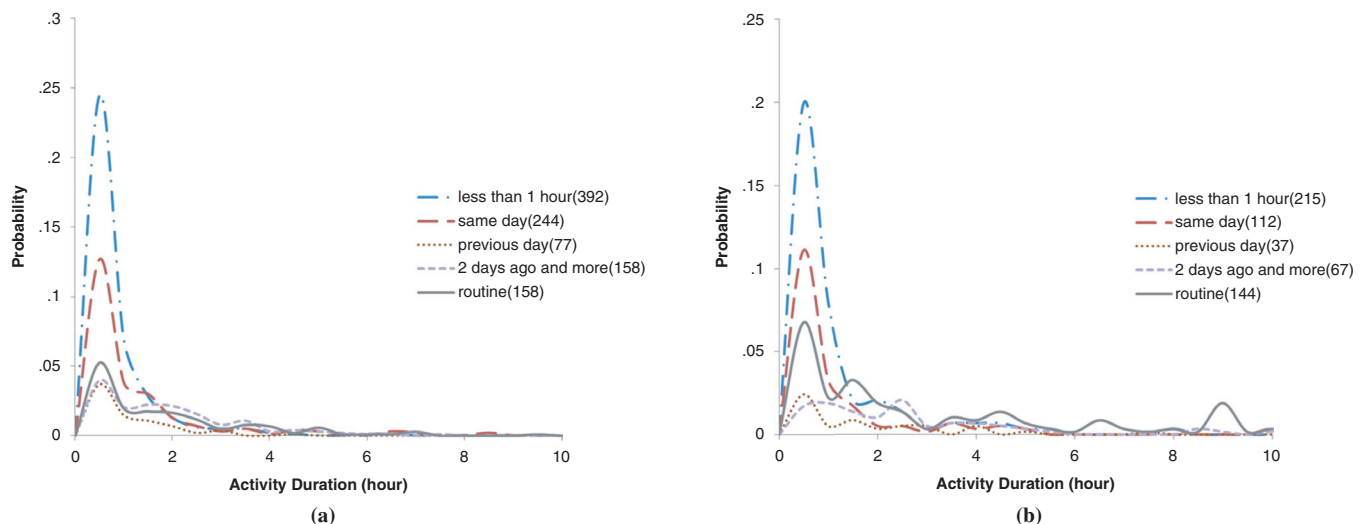 .3
.25
.2
.15
.1
.05
0
Probability
0 2 4 6 8 10
Activity Duration (hour)
less than 1 hour(392)
same day(244)
previous day(77)
2 days ago and more(158)
routine(158)
(a)
.25
.2
.15
.1
.05
0
Probability
0 2 4 6 8 10
Activity Duration (hour)
less than 1 hour(215)
same day(112)
previous day(37)
2 days ago and more(67)
routine(144)
(b)